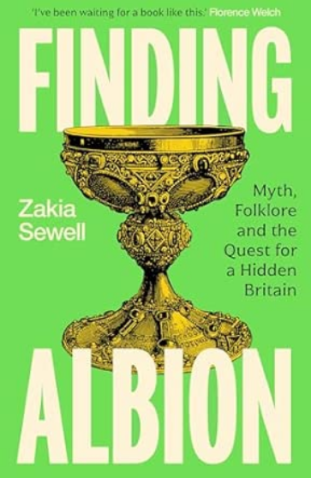 'I've been waiting for a book like this.' Florence Welch
FINDING
Zakia
Sewell
Myth,
Folklore
and the
Quest for
a Hidden
Britain
ALBION